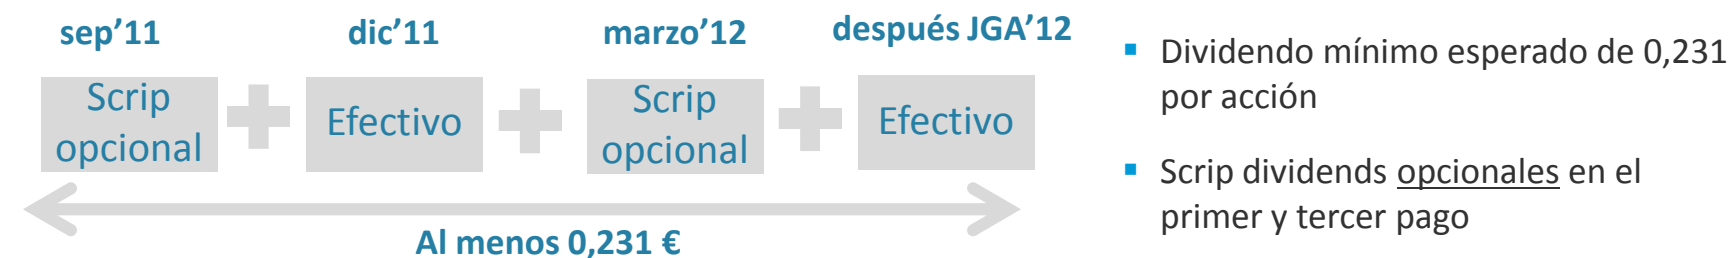 sep’11
dic’11
marzo’12
después JGA’12
Scrip
opcional
Efectivo
Scrip
opcional
Efectivo
Al menos 0,231 €
▪ Dividendo mínimo esperado de 0,231
por acción
▪ Scrip dividends opcionales en el
primer y tercer pago